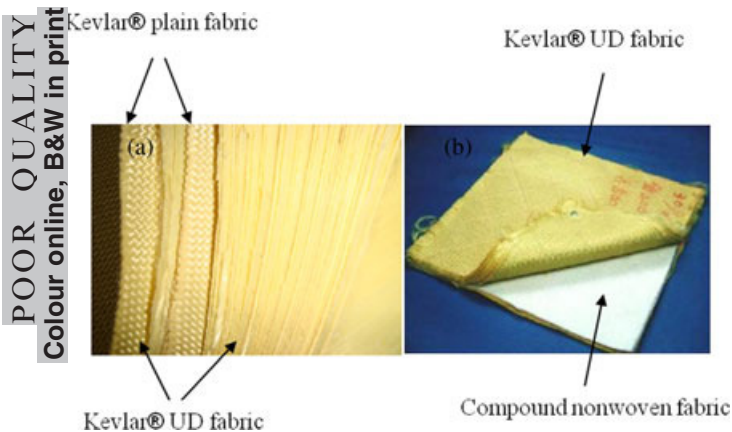 POOR QUALITY
Colour online, B&W in print
Kevlar® plain fabric
Kevlar® UD fabric
(a)
(b)
Kevlar® UD fabric
Compound nonwoven fabric